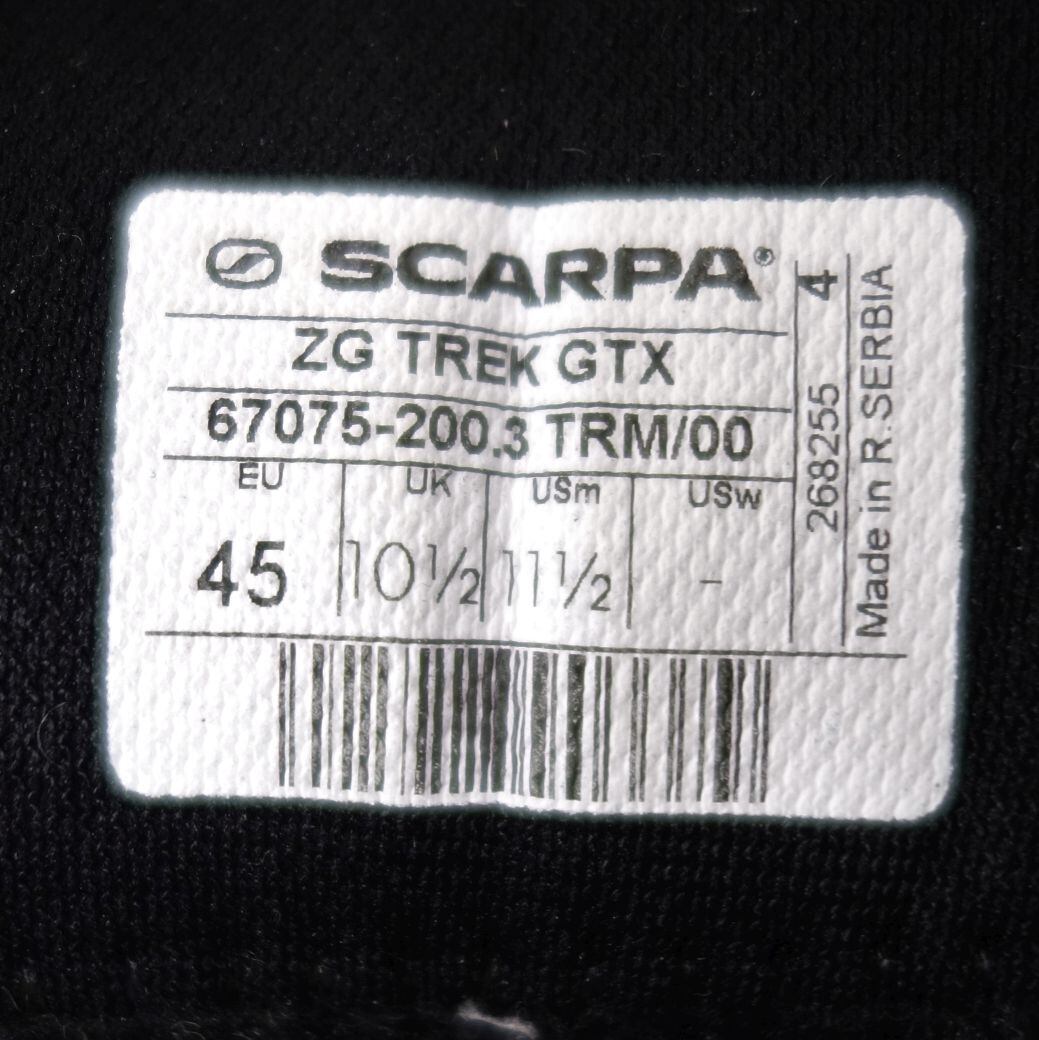 SCARPA®
ZG TREK GTX
67075-200.3 TRM/00
EU UK USm USw
45 10½ 11½ -
268255 4
Made in R.SERBIA